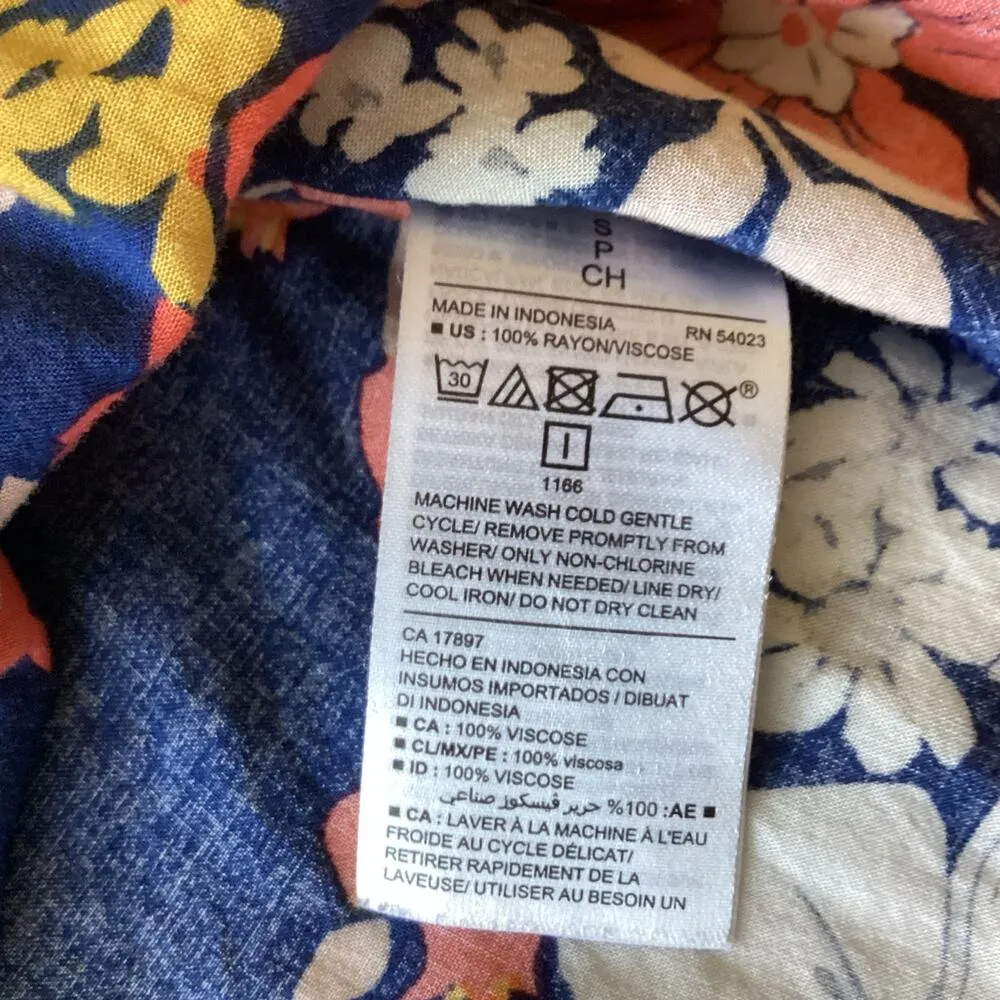 S
P
CH
MADE IN INDONESIA RN 54023
US : 100% RAYON/VISCOSE
30
®
I
1166
MACHINE WASH COLD GENTLE
CYCLE/ REMOVE PROMPTLY FROM
WASHER/ ONLY NON-CHLORINE
BLEACH WHEN NEEDED/ LINE DRY/
COOL IRON/ DO NOT DRY CLEAN
CA 17897
HECHO EN INDONESIA CON
INSUMOS IMPORTADOS / DIBUAT
DI INDONESIA
■ CA : 100% VISCOSE
■ CL/MX/PE : 100% viscosa
■ ID : 100% VISCOSE
■ AE: 100% حرير ڤيسكوز صناعى
■ CA : LAVER À LA MACHINE À L'EAU
FROIDE AU CYCLE DÉLICAT/
RETIRER RAPIDEMENT DE LA
LAVEUSE/ UTILISER AU BESOIN UN